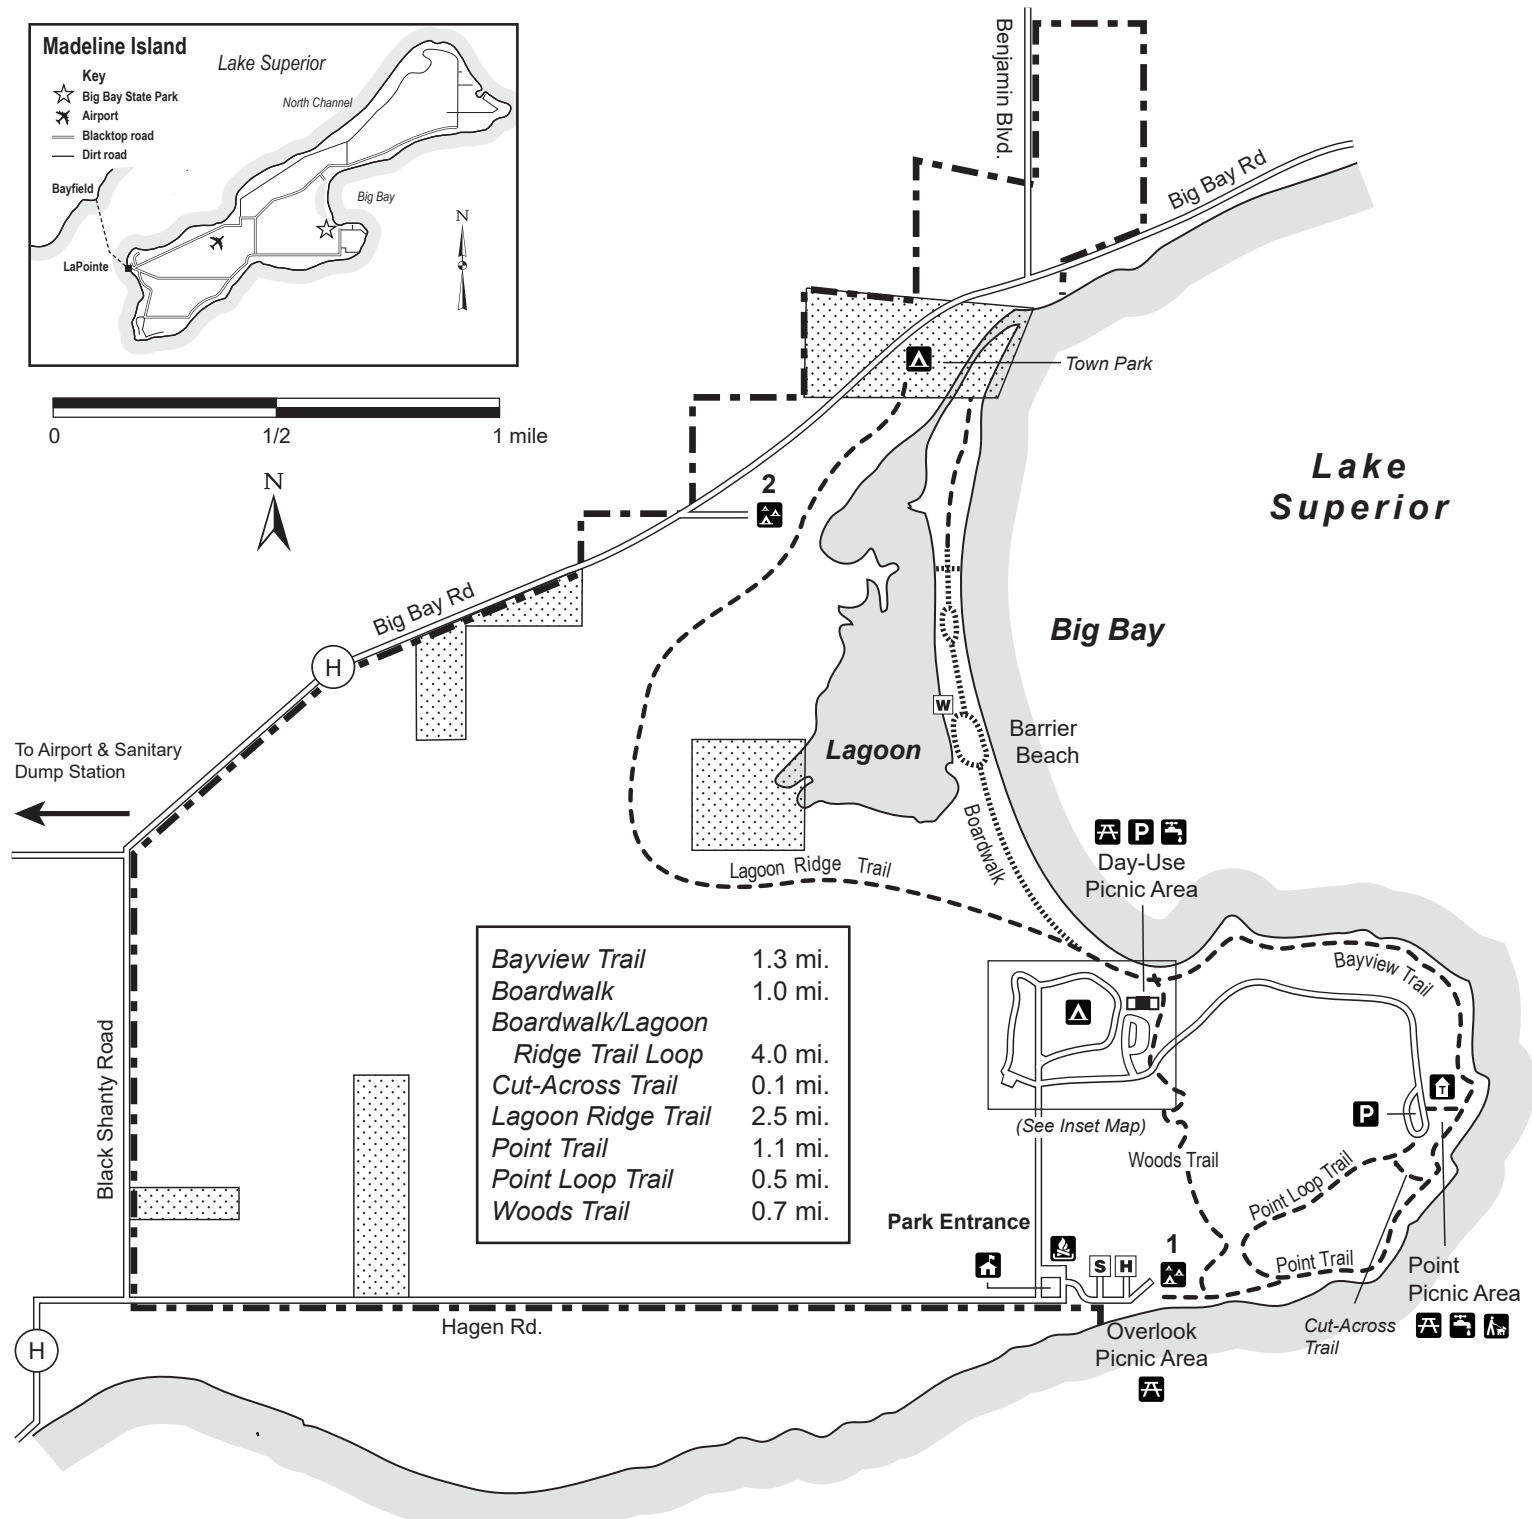 Madeline Island
Lake Superior
Key
Big Bay State Park
North Channel
Airport
Blacktop road
Dirt road
Bayfield
Big Bay
N
LaPointe
0 1/2 1 mile
N
Benjamin Blvd.
Big Bay Rd
Town Park
2
Lake
Superior
Big Bay Rd
H
Big Bay
W
Barrier
Beach
Lagoon
To Airport & Sanitary
Dump Station
Boardwalk
P
Day-Use
Picnic Area
Lagoon Ridge Trail
Bayview Trail 1.3 mi.
Boardwalk 1.0 mi.
Boardwalk/Lagoon
Ridge Trail Loop 4.0 mi.
Cut-Across Trail 0.1 mi.
Lagoon Ridge Trail 2.5 mi.
Point Trail 1.1 mi.
Point Loop Trail 0.5 mi.
Woods Trail 0.7 mi.
Bayview Trail
T
P
(See Inset Map)
Woods Trail
Point Loop Trail
Black Shanty Road
Park Entrance
S H
1
Point Trail
Point
Picnic Area
Cut-Across
Trail
Hagen Rd.
Overlook
Picnic Area
H